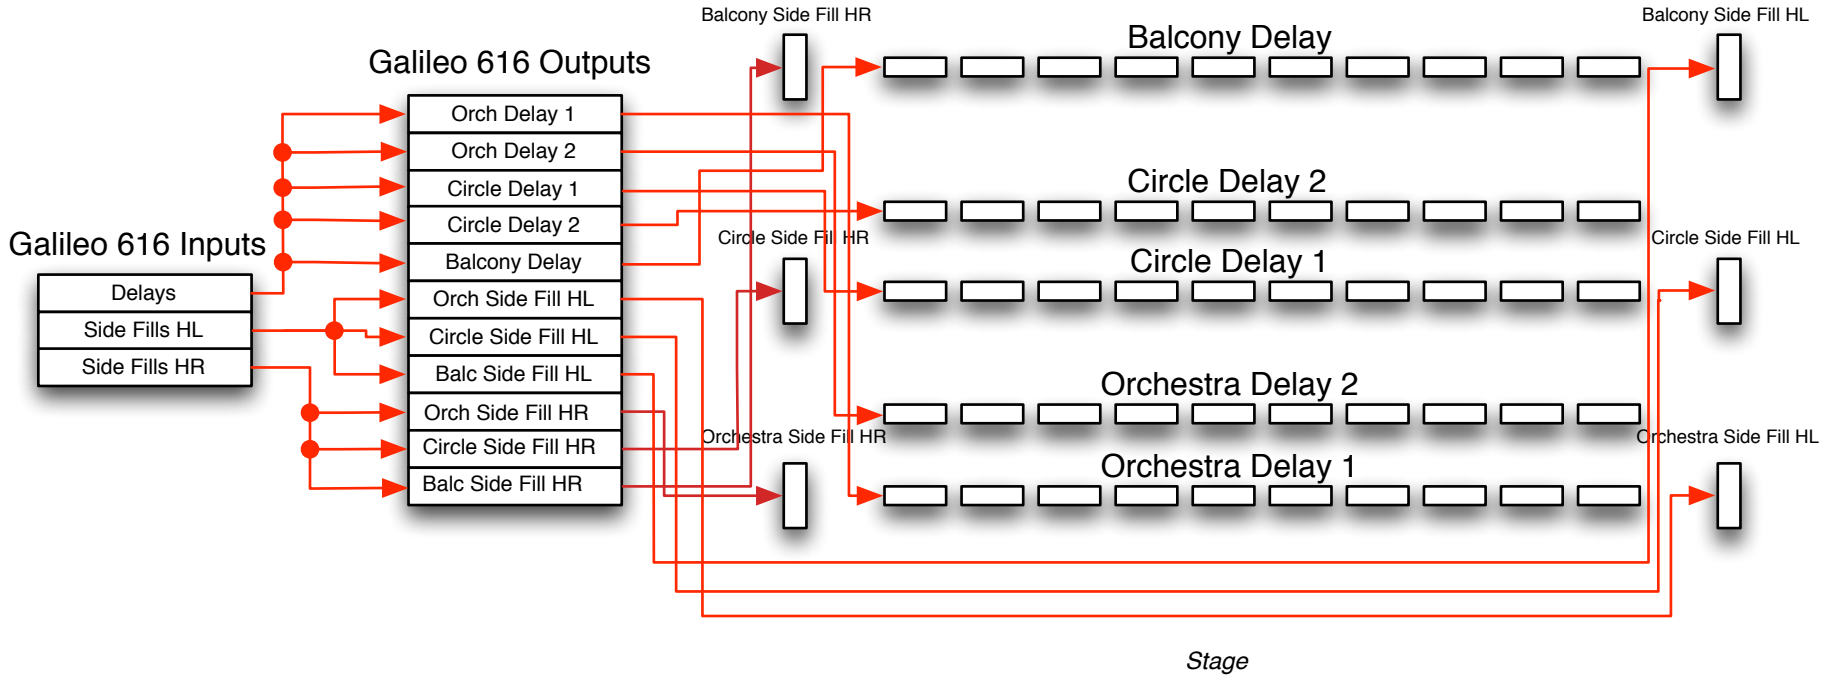 Balcony Side Fill HR
Balcony Side Fill HL
Balcony Delay
Galileo 616 Outputs
Orch Delay 1
Orch Delay 2
Circle Delay 1
Circle Delay 2
Balcony Delay
Orch Side Fill HL
Circle Side Fill HL
Balc Side Fill HL
Orch Side Fill HR
Circle Side Fill HR
Balc Side Fill HR
Galileo 616 Inputs
Delays
Side Fills HL
Side Fills HR
Circle Delay 2
Circle Side Fill HR
Circle Side Fill HL
Circle Delay 1
Orchestra Delay 2
Orchestra Side Fill HR
Orchestra Side Fill HL
Orchestra Delay 1
Stage